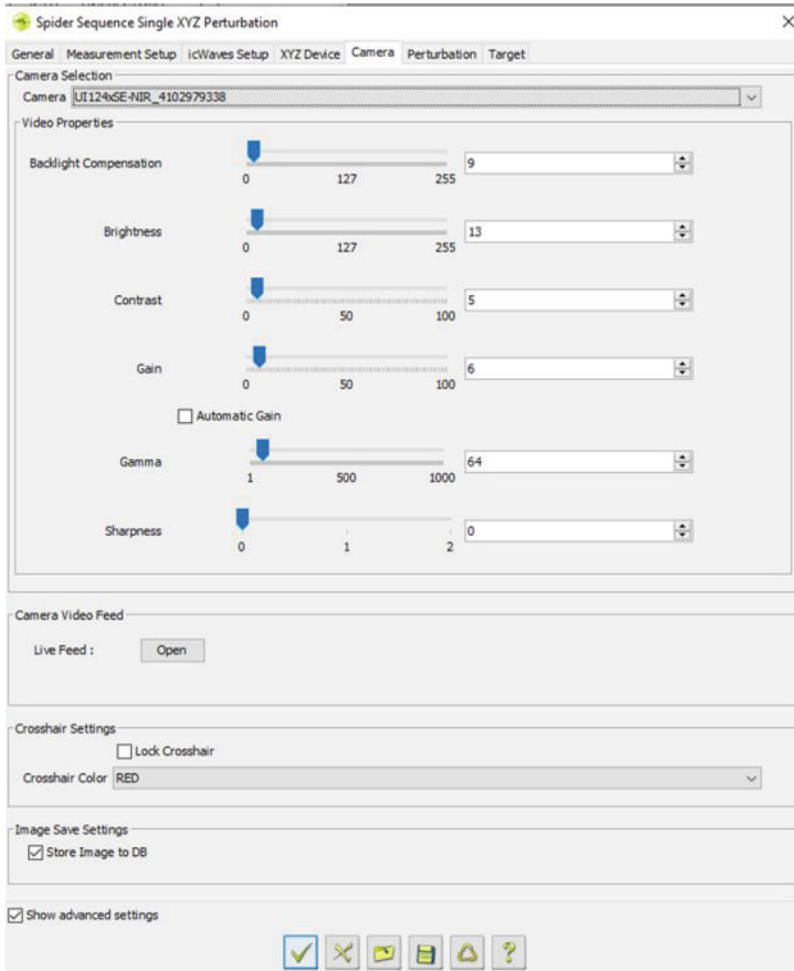 Spider Sequence Single XYZ Perturbation
General Measurement Setup icWaves Setup XYZ Device Camera Perturbation Target
Camera Selection
Camera UI124xSE-NIR_4102979338
Video Properties
Backlight Compensation 9
0 127 255
Brightness 13
0 127 255
Contrast 5
0 50 100
Gain 6
0 50 100
Automatic Gain
Gamma 64
1 500 1000
Sharpness 0
0 1 2
Camera Video Feed
Live Feed : Open
Crosshair Settings
Lock Crosshair
Crosshair Color RED
Image Save Settings
Store Image to DB
Show advanced settings